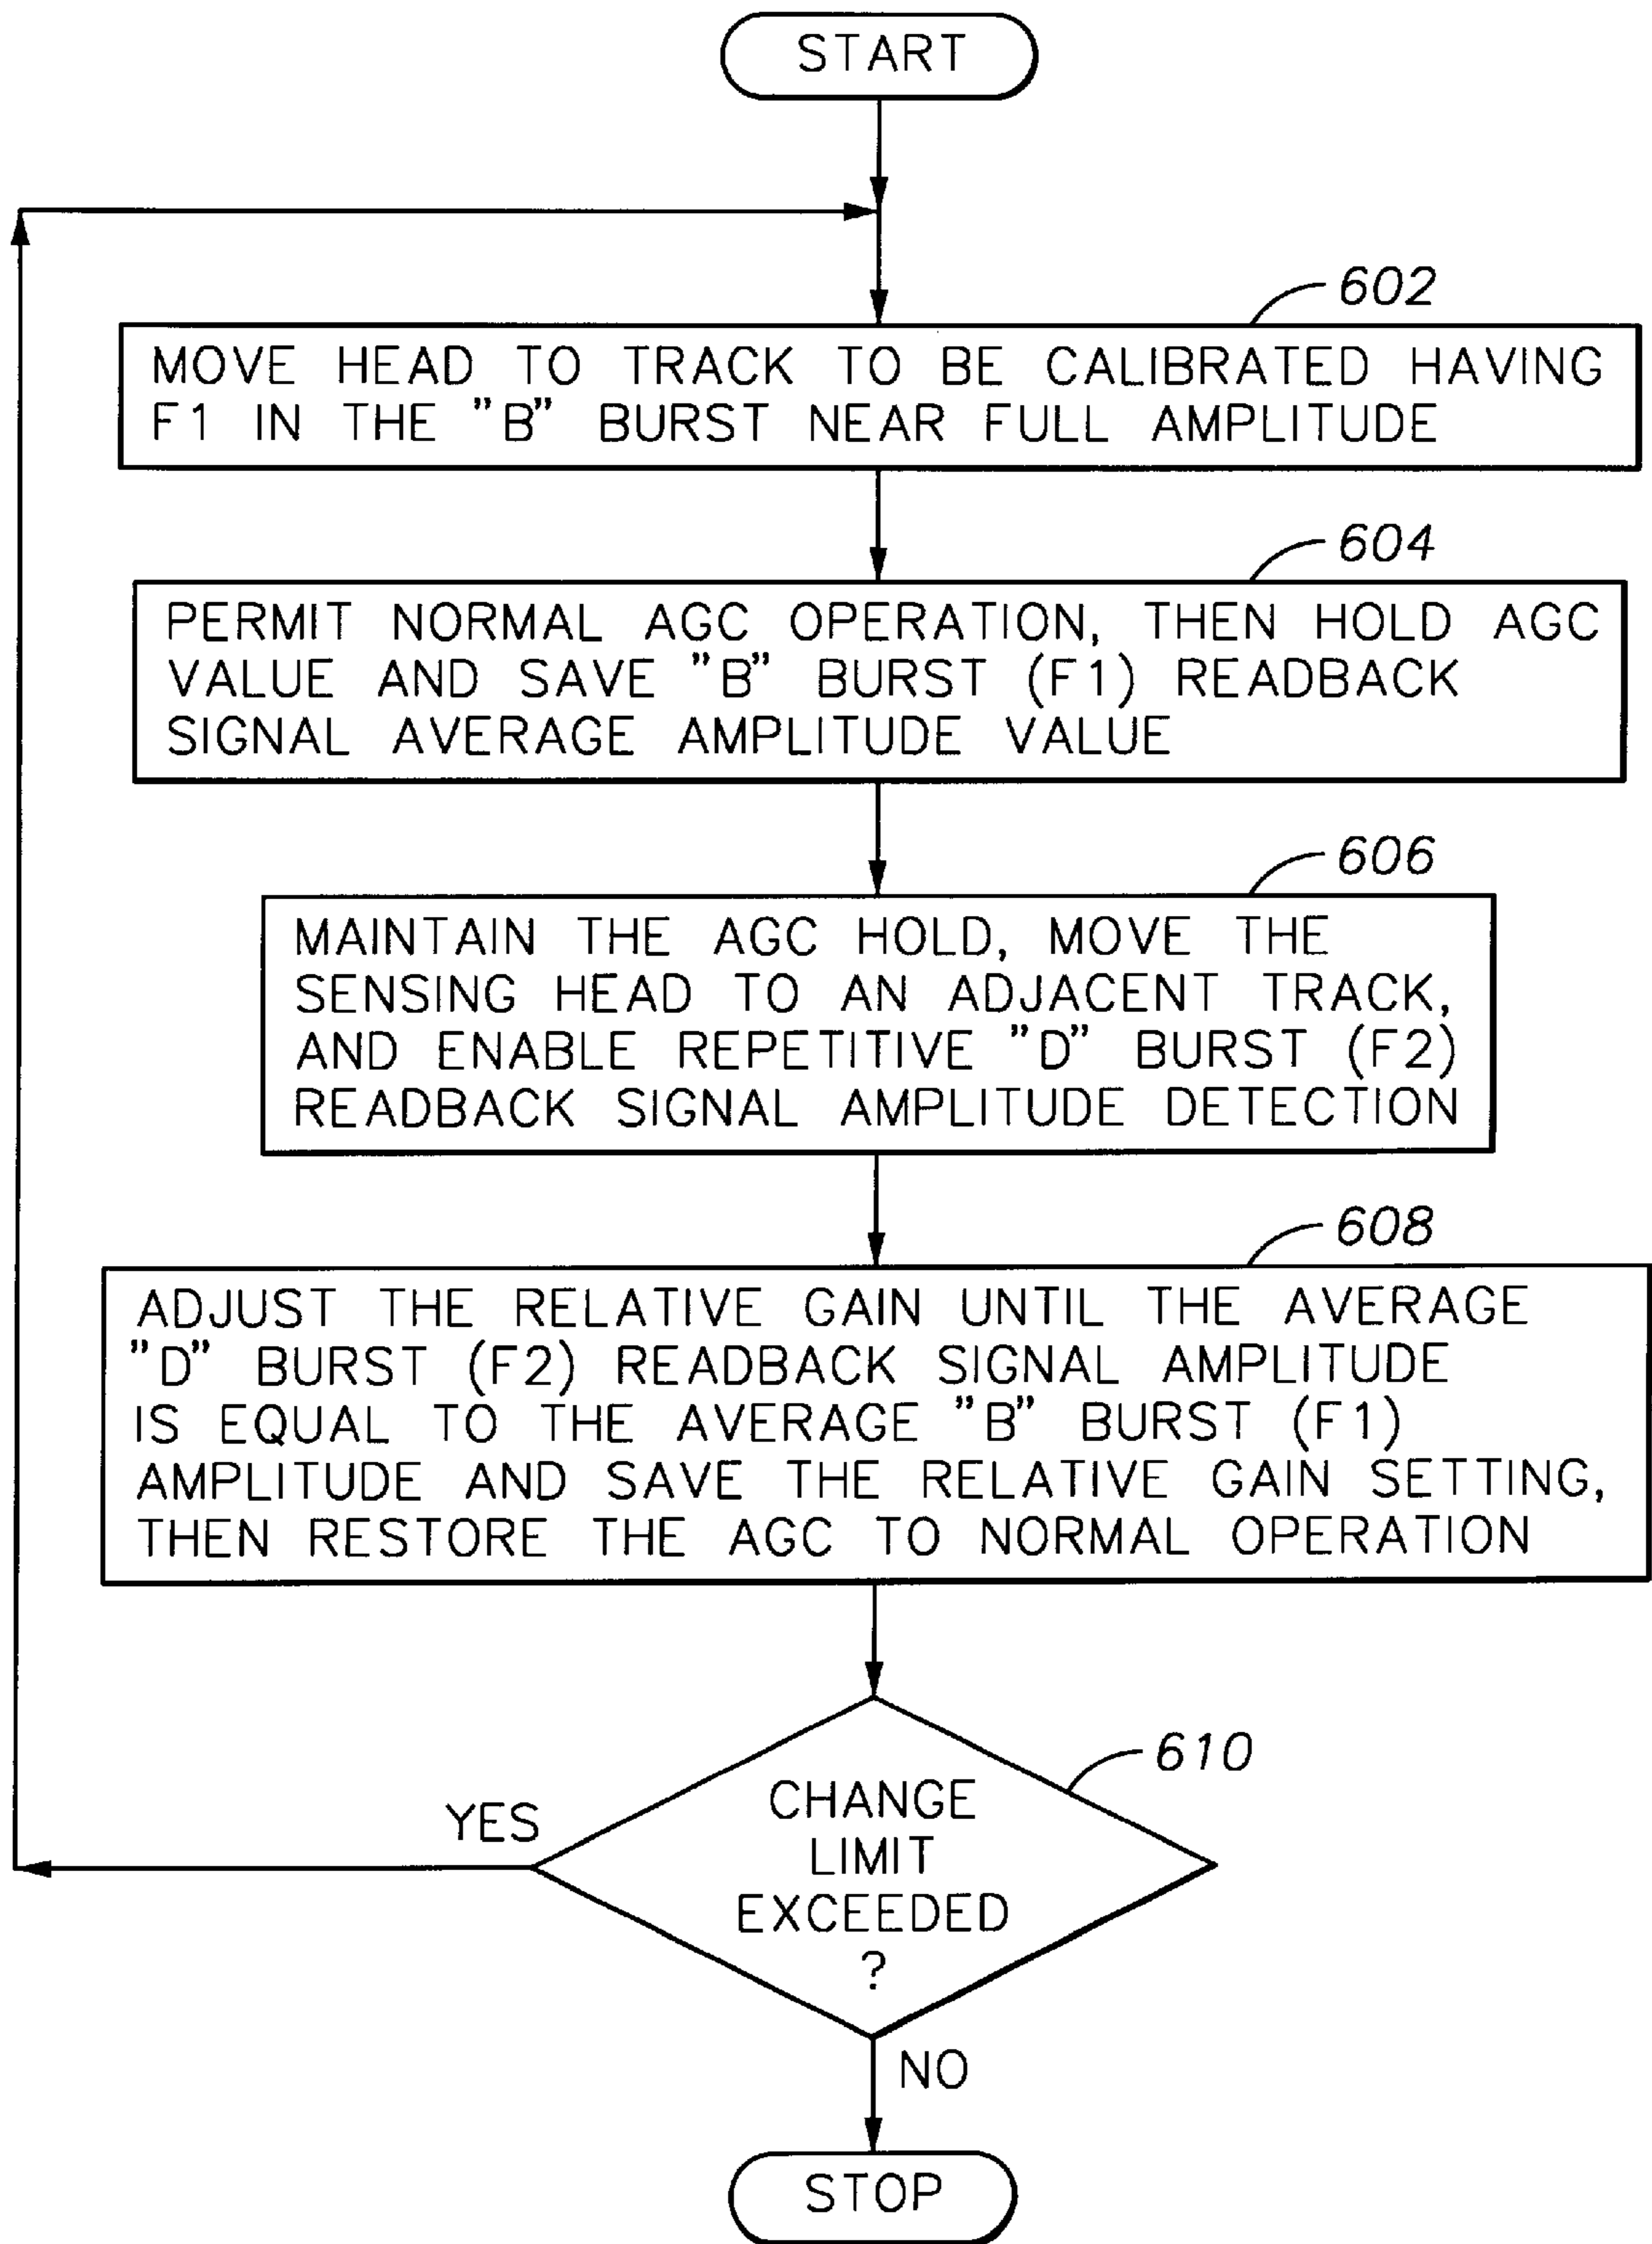 START
602
MOVE HEAD TO TRACK TO BE CALIBRATED HAVING
F1 IN THE "B" BURST NEAR FULL AMPLITUDE
604
PERMIT NORMAL AGC OPERATION, THEN HOLD AGC
VALUE AND SAVE "B" BURST (F1) READBACK
SIGNAL AVERAGE AMPLITUDE VALUE
606
MAINTAIN THE AGC HOLD, MOVE THE
SENSING HEAD TO AN ADJACENT TRACK,
AND ENABLE REPETITIVE "D" BURST (F2)
READBACK SIGNAL AMPLITUDE DETECTION
608
ADJUST THE RELATIVE GAIN UNTIL THE AVERAGE
"D" BURST (F2) READBACK SIGNAL AMPLITUDE
IS EQUAL TO THE AVERAGE "B" BURST (F1)
AMPLITUDE AND SAVE THE RELATIVE GAIN SETTING,
THEN RESTORE THE AGC TO NORMAL OPERATION
610
YES
CHANGE
LIMIT
EXCEEDED
?
NO
STOP